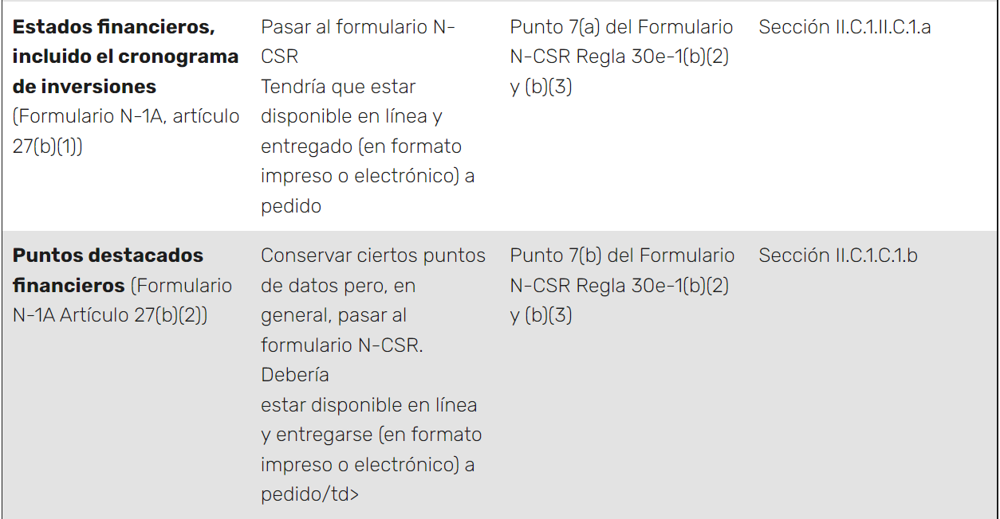 Estados financieros,
incluido el cronograma
de inversiones
(Formulario N-1A, artículo
27(b)(1))
Pasar al formulario N-
CSR
Tendría que estar
disponible en línea y
entregado (en formato
impreso o electrónico) a
pedido
Punto 7(a) del Formulario
N-CSR Regla 30e-1(b)(2)
y (b)(3)
Sección II.C.1.II.C.1.a
Puntos destacados
financieros (Formulario
N-1A Artículo 27(b)(2))
Conservar ciertos puntos
de datos pero, en
general, pasar al
formulario N-CSR.
Debería
estar disponible en línea
y entregarse (en formato
impreso o electrónico) a
pedido/td>
Punto 7(b) del Formulario
N-CSR Regla 30e-1(b)(2)
y (b)(3)
Sección II.C.1.C.1.b